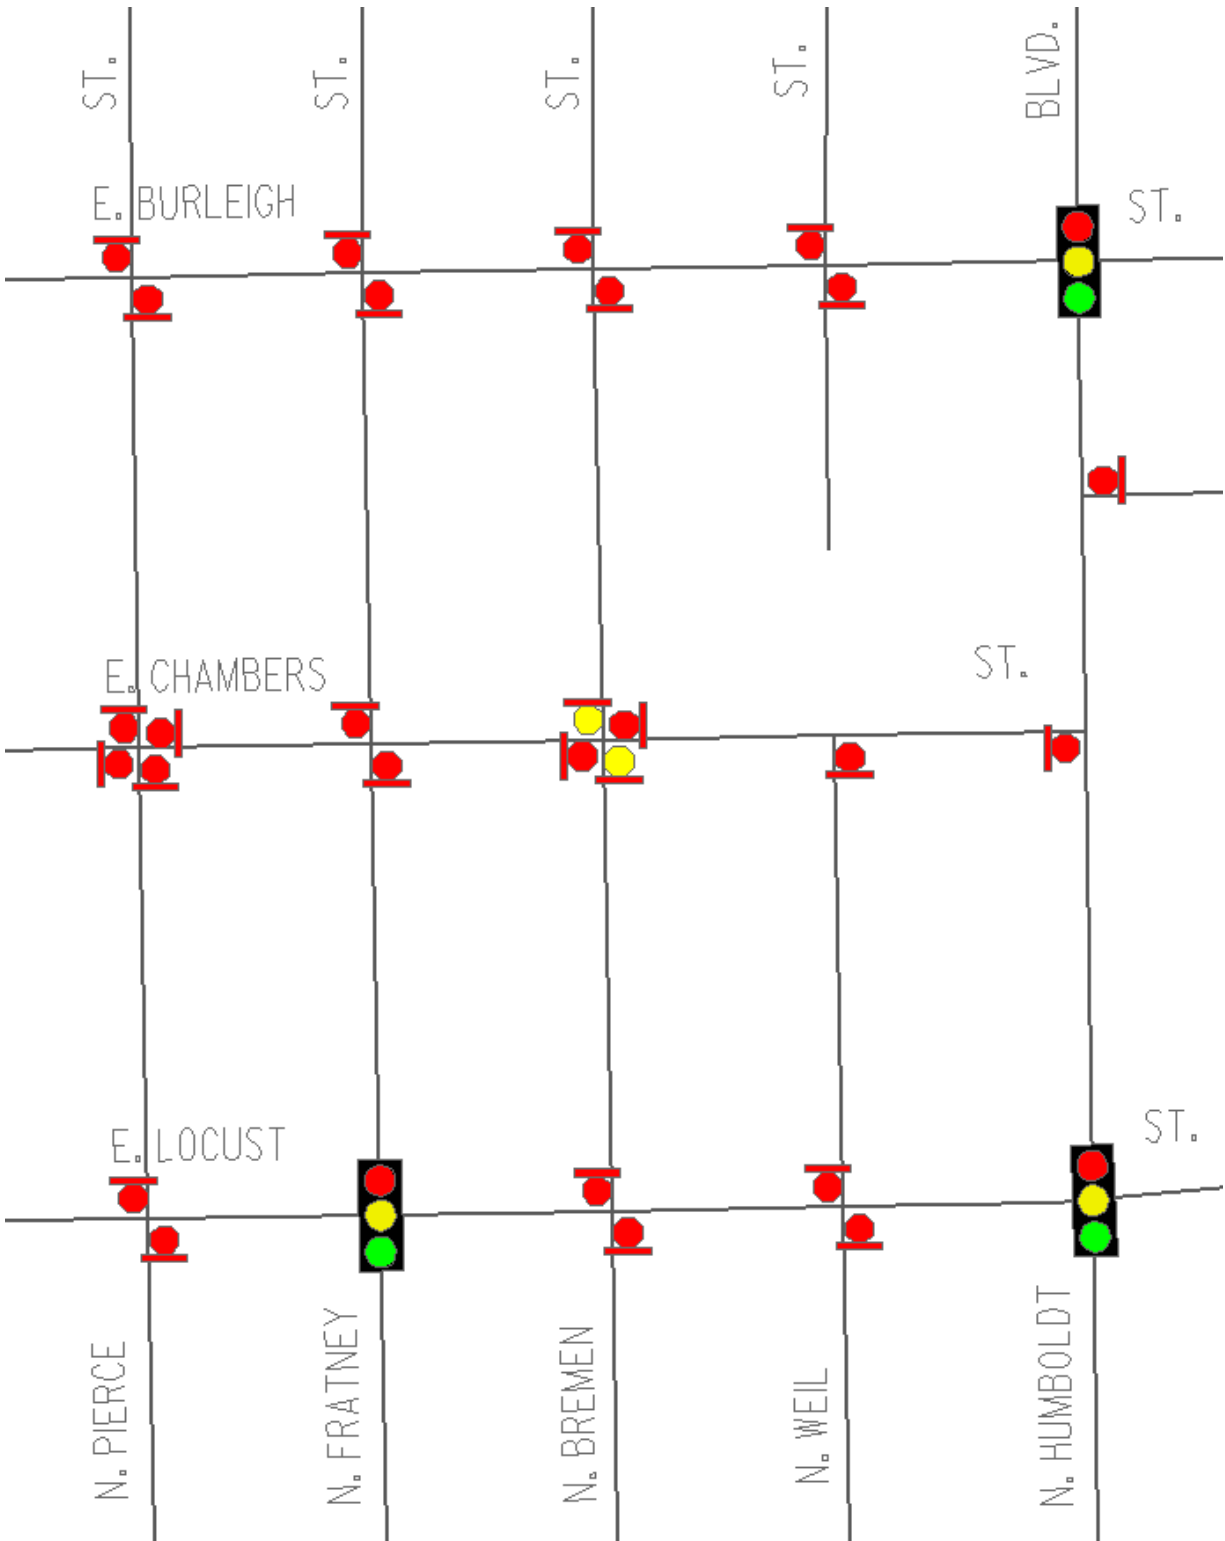 ST.
ST.
ST.
ST.
BLVD.
E. BURLEIGH
ST.
E. CHAMBERS
ST.
E. LOCUST
ST.
N. PIERCE
N. FRATNEY
N. BREMEN
N. WEIL
N. HUMBOLDT